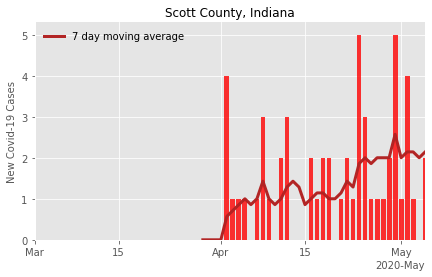 Scott County, Indiana
7 day moving average
New Covid-19 Cases
5
4
3
2
1
0
Mar 15 Apr 15 May
2020-May